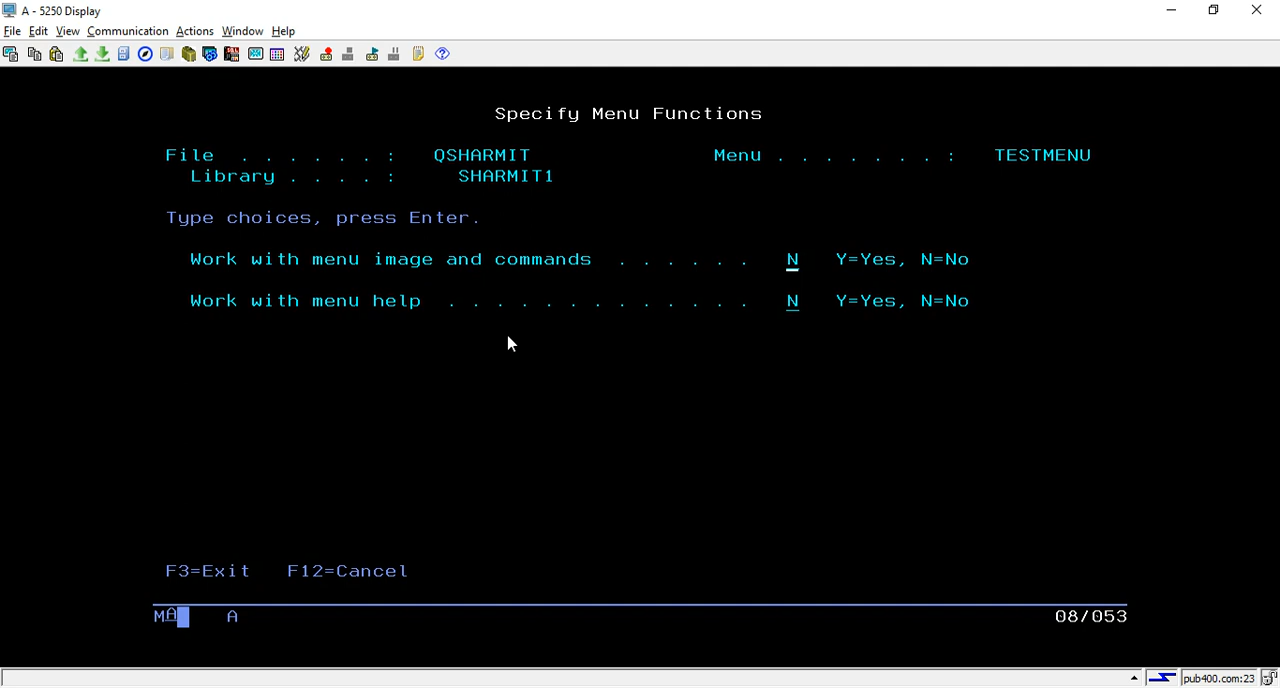 A - 5250 Display
File Edit View Communication Actions Window Help
Specify Menu Functions
File . . . . . . : QSHARMIT Menu . . . . . . . : TESTMENU
Library . . . . : SHARMIT1
Type choices, press Enter.
Work with menu image and commands . . . . . . N Y=Yes, N=No
Work with menu help . . . . . . . . . . . . . N Y=Yes, N=No
F3=Exit F12=Cancel
MA A 08/053
pub400.com:23